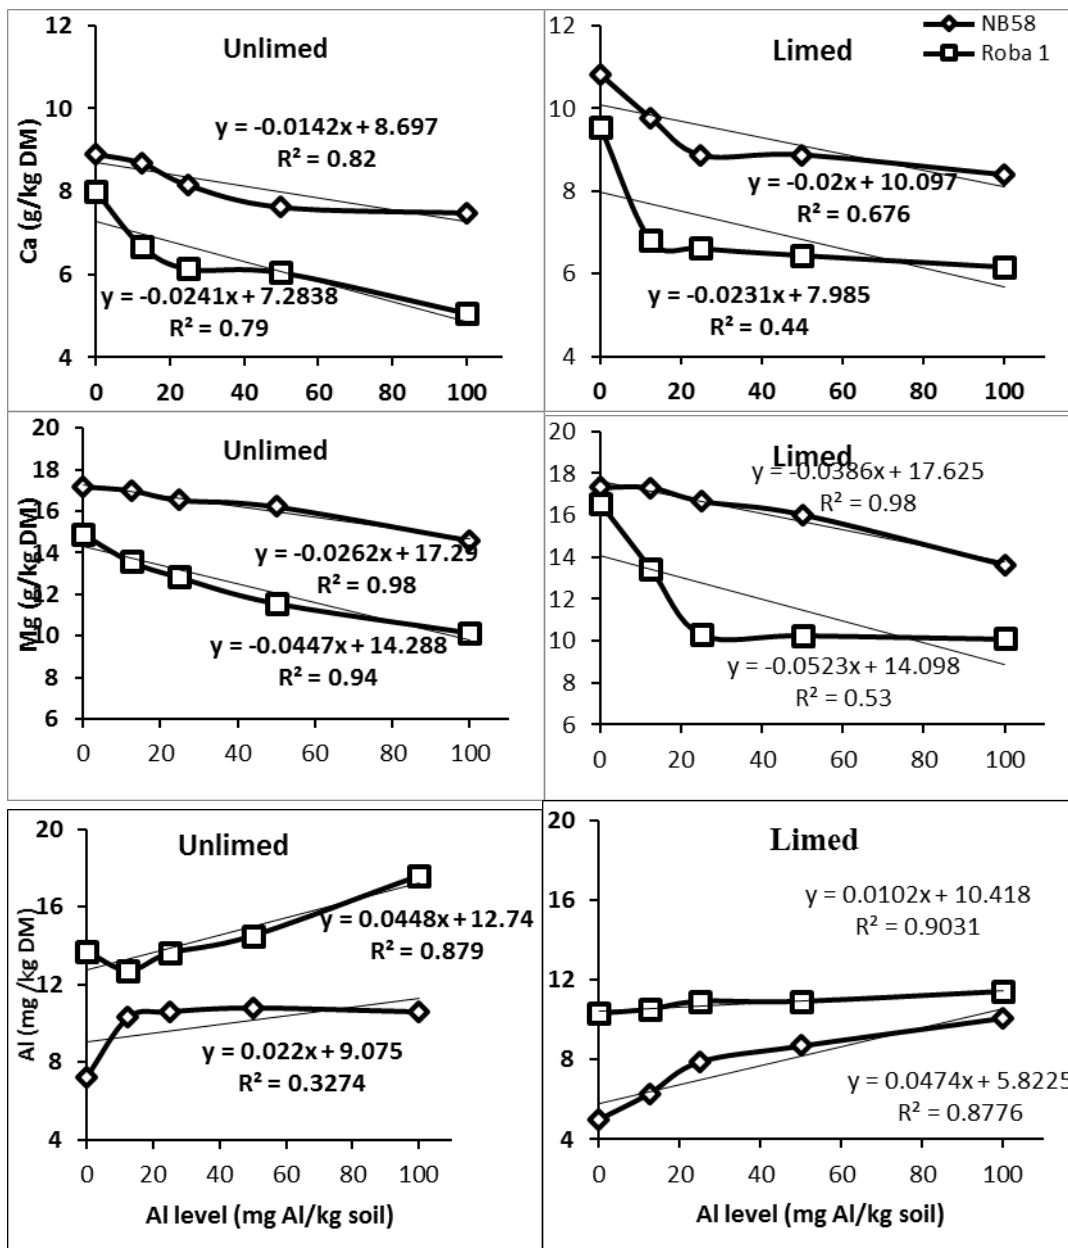 Unlimed
Ca (g/kg DM)
12
10
8
6
4
y = -0.0142x + 8.697
R² = 0.82
y = -0.0241x + 7.2838
R² = 0.79
0 20 40 60 80 100
Limed
NB58
Roba 1
12
10
8
6
4
y = -0.02x + 10.097
R² = 0.676
y = -0.0231x + 7.985
R² = 0.44
0 20 40 60 80 100
Unlimed
Mg (g/kg DM)
20
18
16
14
12
10
8
6
y = -0.0262x + 17.29
R² = 0.98
y = -0.0447x + 14.288
R² = 0.94
0 20 40 60 80 100
Limed
20
18
16
14
12
10
8
6
y = -0.0386x + 17.625
R² = 0.98
y = -0.0523x + 14.098
R² = 0.53
0 20 40 60 80 100
Unlimed
Al (mg /kg DM)
20
16
12
8
4
y = 0.0448x + 12.74
R² = 0.879
y = 0.022x + 9.075
R² = 0.3274
0 20 40 60 80 100
Al level (mg Al/kg soil)
Limed
20
16
12
8
4
y = 0.0102x + 10.418
R² = 0.9031
y = 0.0474x + 5.8225
R² = 0.8776
0 20 40 60 80 100
Al level (mg Al/kg soil)